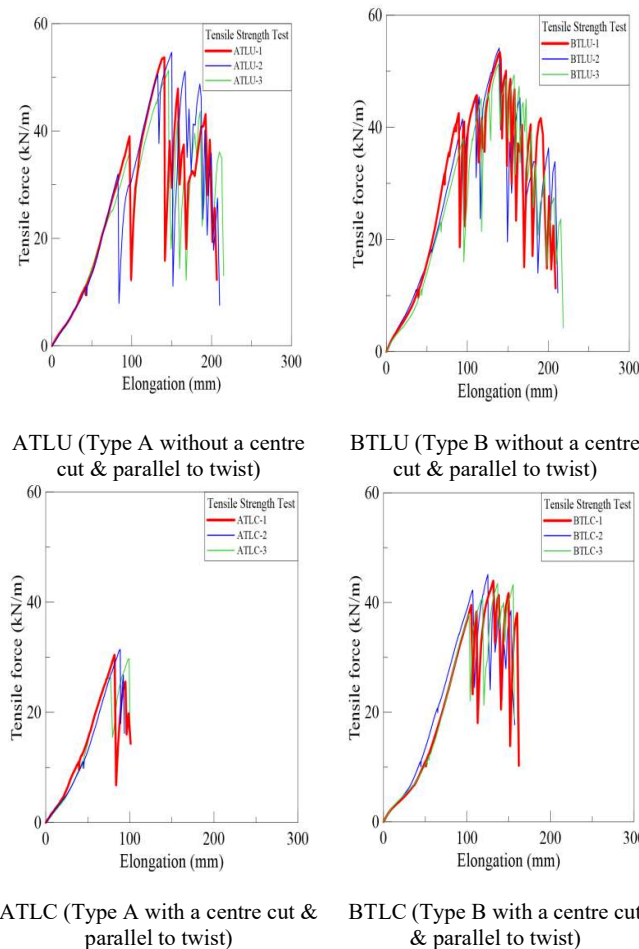 Tensile Strength Test
ATLU-1
ATLU-2
ATLU-3
Tensile force (kN/m)
60
40
20
0
0 100 200 300
Elongation (mm)
Tensile Strength Test
BTLU-1
BTLU-2
BTLU-3
Tensile force (kN/m)
60
40
20
0
0 100 200 300
Elongation (mm)
ATLU (Type A without a centre
cut & parallel to twist)
BTLU (Type B without a centre
cut & parallel to twist)
Tensile Strength Test
ATLC-1
ATLC-2
ATLC-3
Tensile force (kN/m)
60
40
20
0
0 100 200 300
Elongation (mm)
Tensile Strength Test
BTLC-1
BTLC-2
BTLC-3
Tensile force (kN/m)
60
40
20
0
0 100 200 300
Elongation (mm)
ATLC (Type A with a centre cut &
parallel to twist)
BTLC (Type B with a centre cut
& parallel to twist)